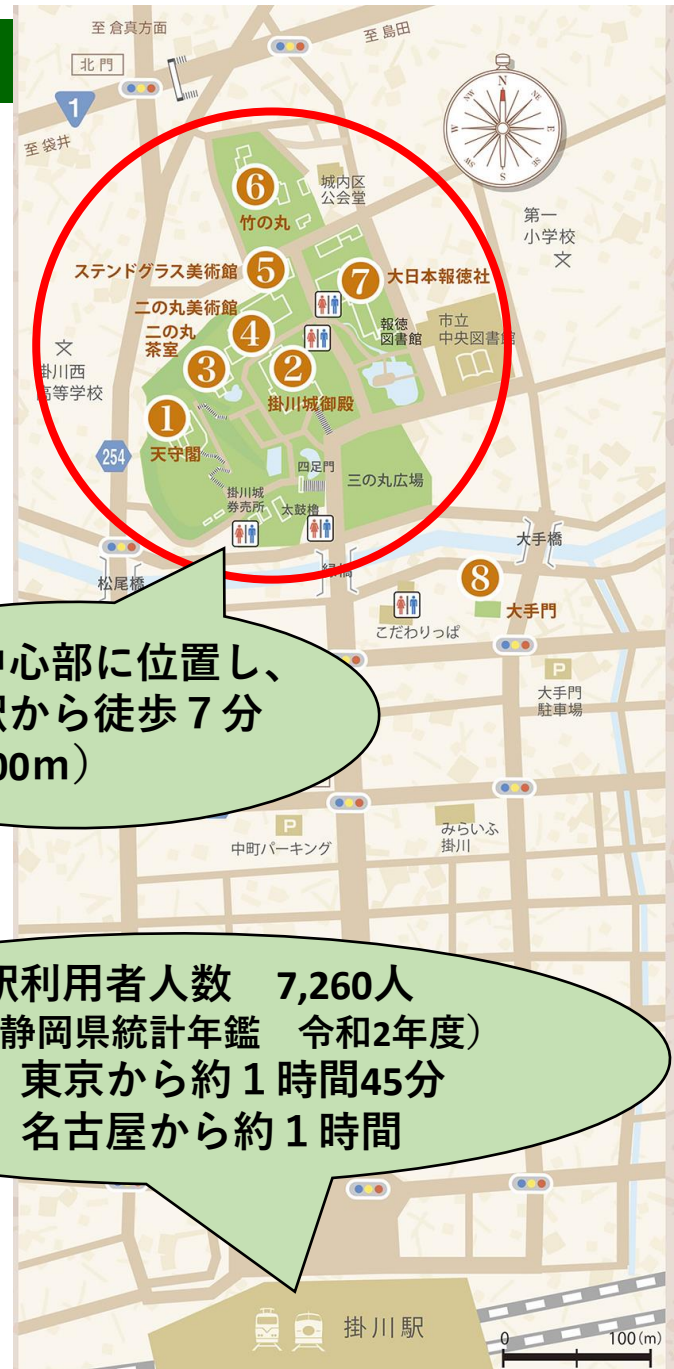 至 倉真方面
至 島田
北 門
1
至 袋井
N
NE
E
SE
S
SW
W
NW
城内区
公会堂
第一
小学校
文
6
竹の丸
ステンドグラス美術館
5
7
大日本報徳社
二の丸美術館
4
二の丸
茶室
3
報徳
図書館
市立
中央図書館
文
掛川西
高等学校
2
掛川城御殿
1
天守閣
254
四足門
三の丸広場
掛川城
券売所
太鼓櫓
大手橋
松尾橋
緑橋
8
大手門
こだわりっぱ
P
大手門
駐車場
中心部に位置し、
駅から徒歩７分
00ｍ）
P
中町パーキング
みらいふ
掛川
駅利用者人数　7,260人
静岡県統計年鑑　令和2年度）
東京から約１時間45分
名古屋から約１時間
掛川駅
0
100(m)